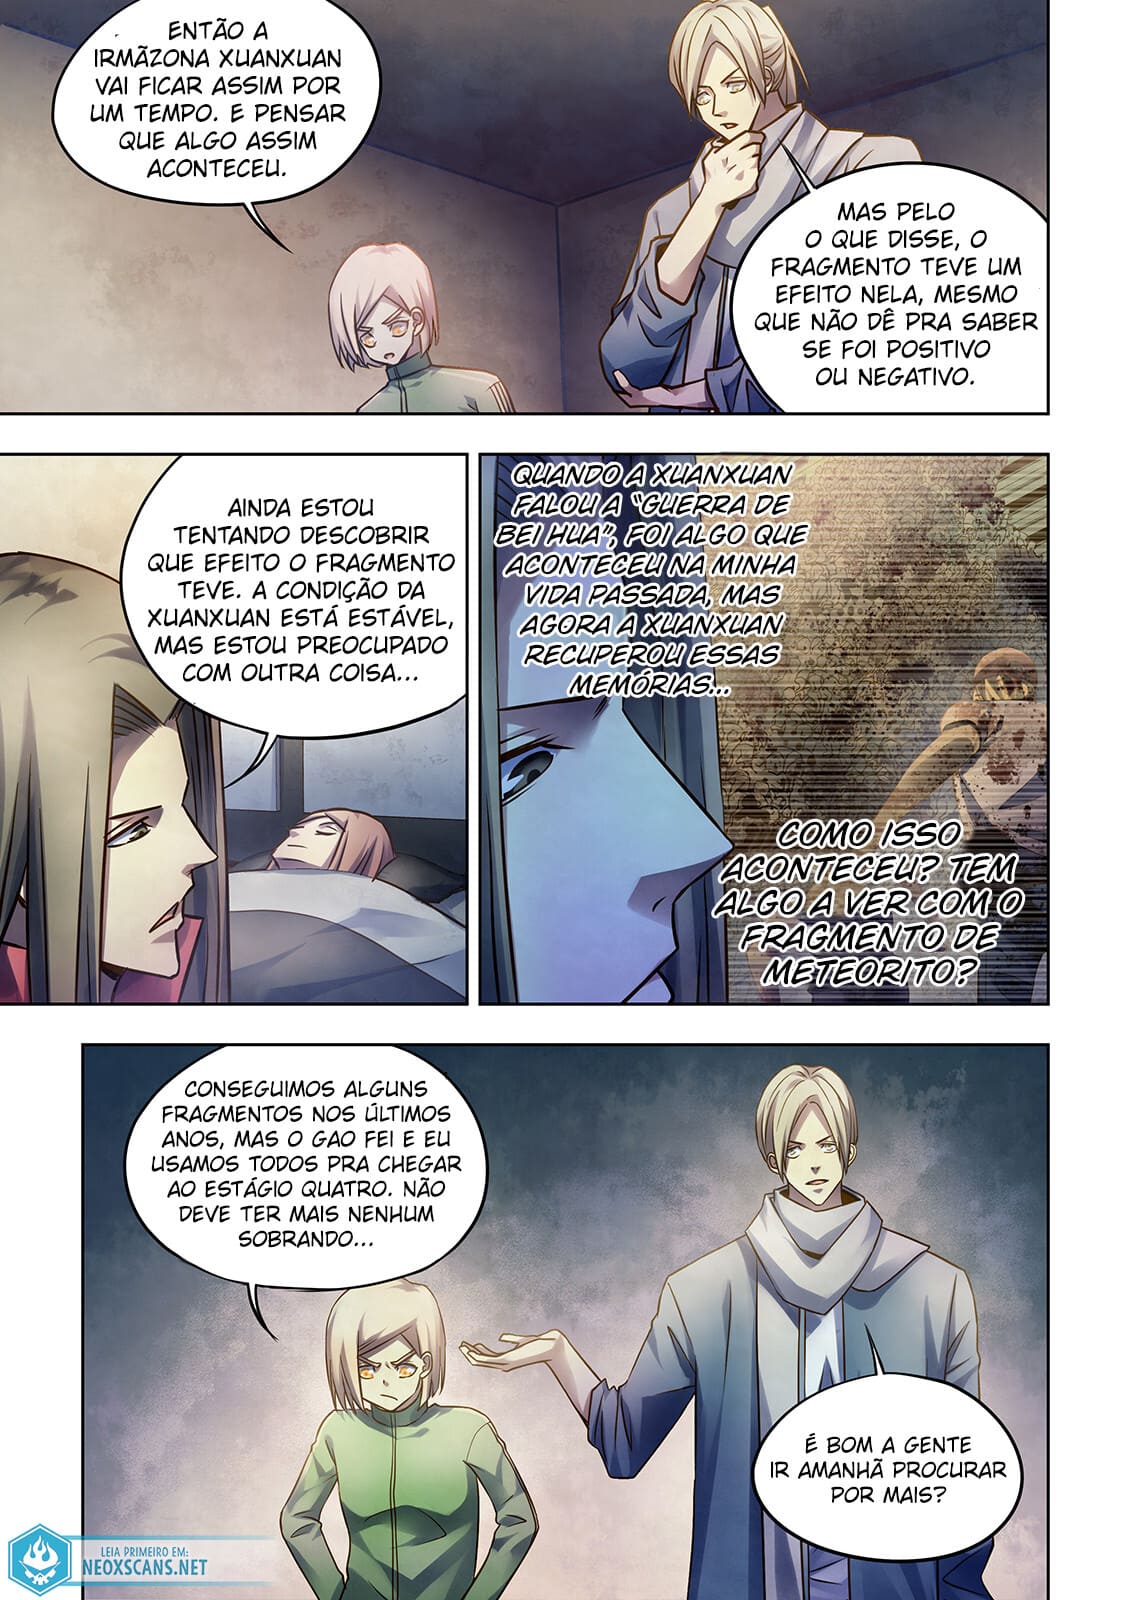 ENTÃO A
IRMÃZONA XUANXUAN
VAI FICAR ASSIM POR
UM TEMPO. E PENSAR
QUE ALGO ASSIM
ACONTECEU.
MAS PELO
O QUE DISSE, O
FRAGMENTO TEVE UM
EFEITO NELA, MESMO
QUE NÃO DÊ PRA SABER
SE FOI POSITIVO
OU NEGATIVO.
AINDA ESTOU
TENTANDO DESCOBRIR
QUE EFEITO O FRAGMENTO
TEVE. A CONDIÇÃO DA
XUANXUAN ESTÁ ESTÁVEL,
MAS ESTOU PREOCUPADO
COM OUTRA COISA...
QUANDO A XUANXUAN
FALOU A "GUERRA DE
BEI HUA", FOI ALGO QUE
ACONTECEU NA MINHA
VIDA PASSADA, MAS
AGORA A XUANXUAN
RECUPEROU ESSAS
MEMÓRIAS...
COMO ISSO
ACONTECEU? TEM
ALGO A VER COM O
FRAGMENTO DE
METEORITO?
CONSEGUIMOS ALGUNS
FRAGMENTOS NOS ÚLTIMOS
ANOS, MAS O GAO FEI E EU
USAMOS TODOS PRA CHEGAR
AO ESTÁGIO QUATRO. NÃO
DEVE TER MAIS NENHUM
SOBRANDO...
É BOM A GENTE
IR AMANHÃ PROCURAR
POR MAIS?
LEIA PRIMEIRO EM:
NEOXSCANS.NET